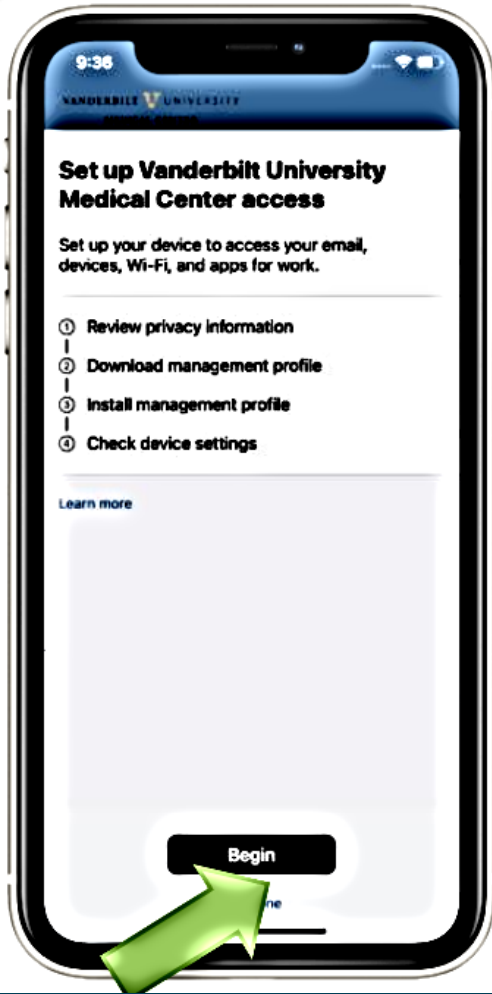 9:36
VANDERBILT V UNIVERSITY
Set up Vanderbilt University
Medical Center access
Set up your device to access your email,
devices, Wi-Fi, and apps for work.
1 Review privacy information
2 Download management profile
3 Install management profile
4 Check device settings
Learn more
Begin